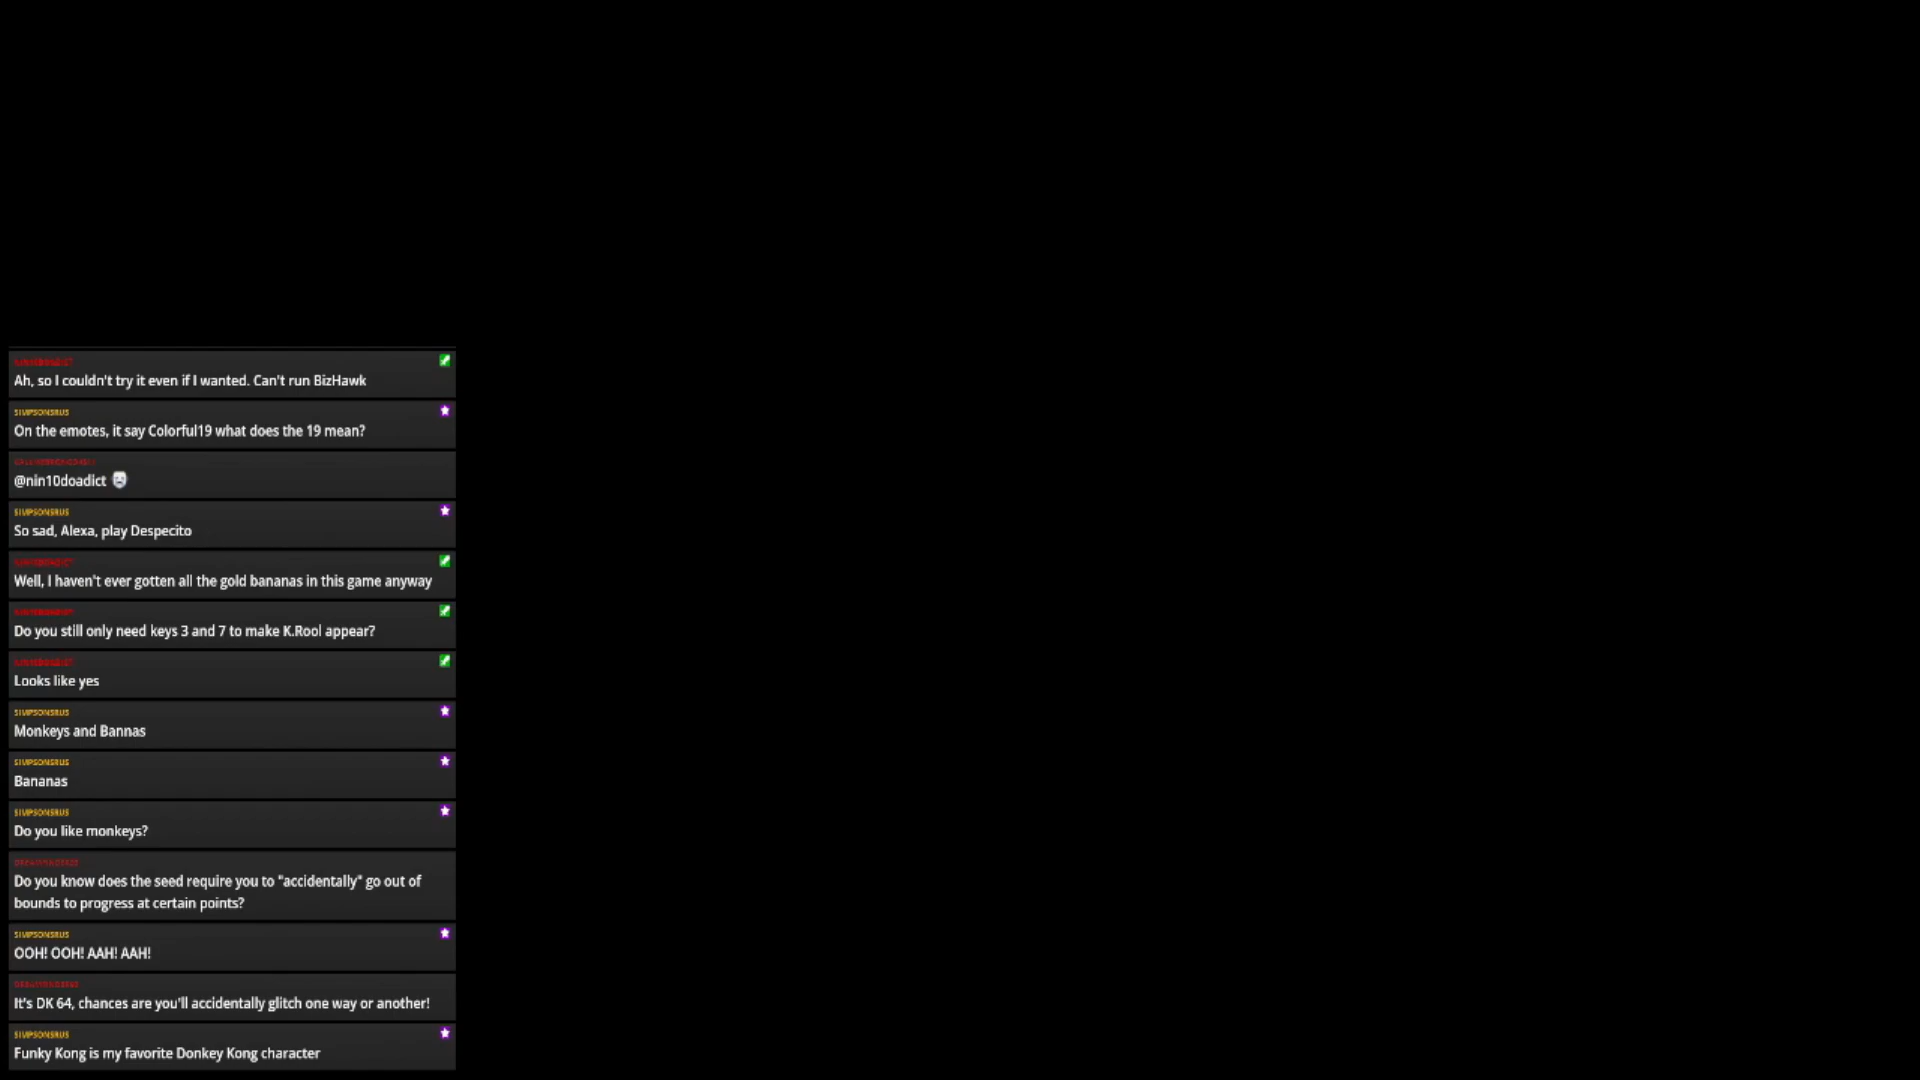 Ah, so I couldn't try it even if I wanted. Can't run BizHawk
SIMPSONSRUS
On the emotes, it say Colorful19 what does the 19 mean?
@nin10doadict
SIMPSONSRUS
So sad, Alexa, play Despecito
Well, I haven't ever gotten all the gold bananas in this game anyway
Do you still only need keys 3 and 7 to make K.Rool appear?
Looks like yes
SIMPSONSRUS
Monkeys and Bannas
SIMPSONSRUS
Bananas
SIMPSONSRUS
Do you like monkeys?
Do you know does the seed require you to "accidentally" go out of
bounds to progress at certain points?
SIMPSONSRUS
OOH! OOH! AAH! AAH!
It's DK 64, chances are you'll accidentally glitch one way or another!
SIMPSONSRUS
Funky Kong is my favorite Donkey Kong character